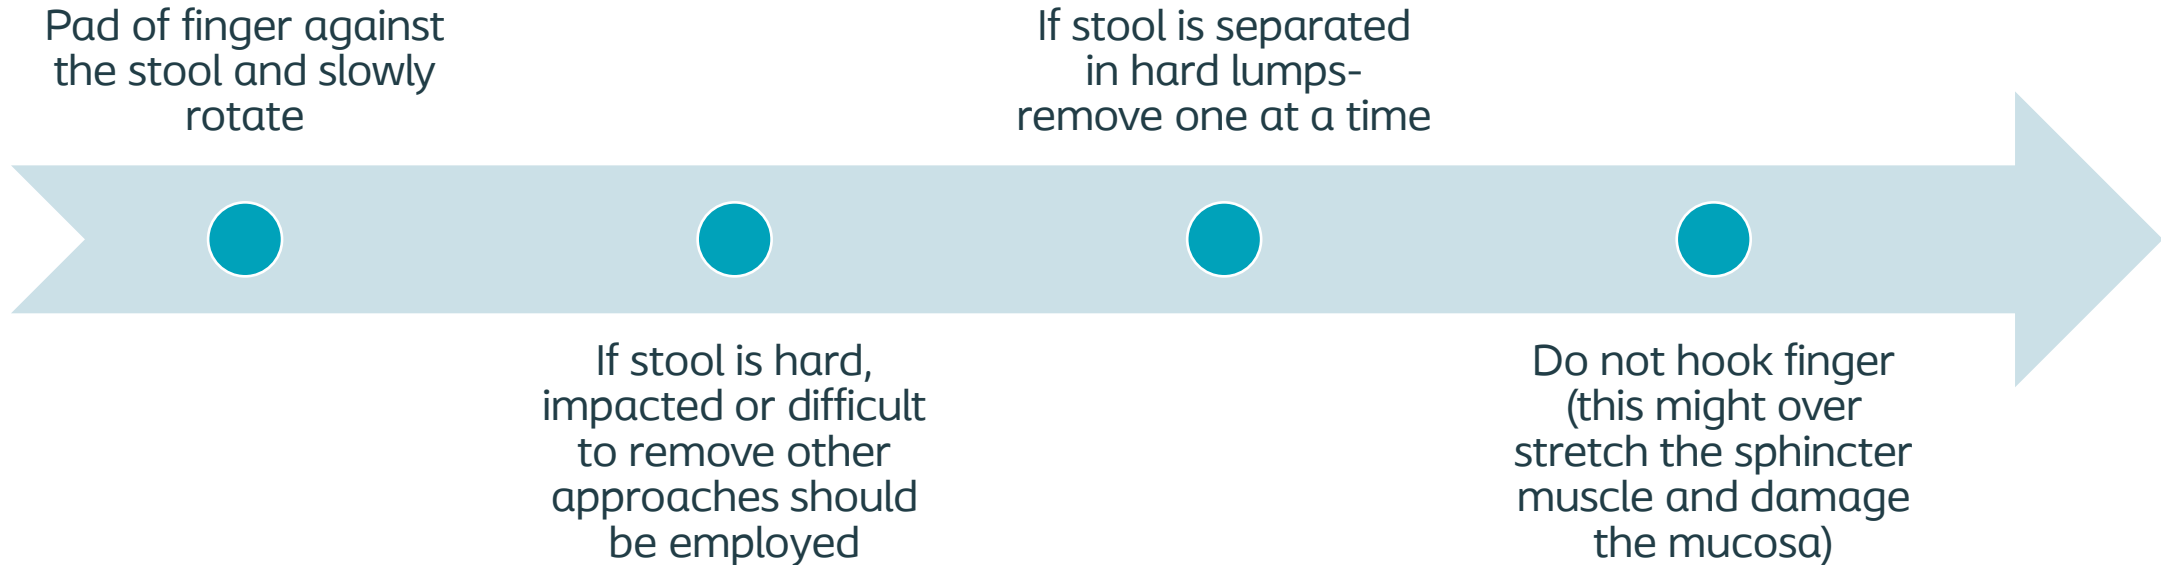 Pad of finger against
the stool and slowly
rotate
If stool is hard,
impacted or difficult
to remove other
approaches should
be employed
If stool is separated
in hard lumps-
remove one at a time
Do not hook finger
(this might over
stretch the sphincter
muscle and damage
the mucosa)